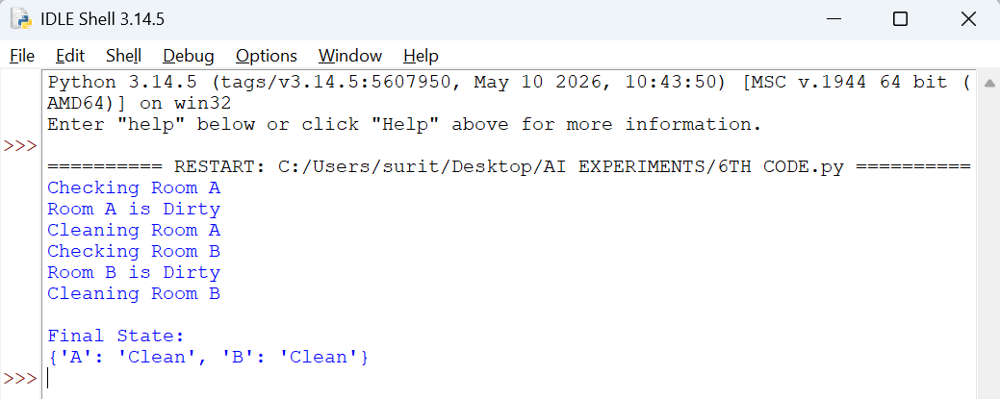 IDLE Shell 3.14.5
File Edit Shell Debug Options Window Help
Python 3.14.5 (tags/v3.14.5:5607950, May 10 2026, 10:43:50) [MSC v.1944 64 bit (
AMD64)] on win32
Enter "help" below or click "Help" above for more information.
>>>
========== RESTART: C:/Users/surit/Desktop/AI EXPERIMENTS/6TH CODE.py ==========
Checking Room A
Room A is Dirty
Cleaning Room A
Checking Room B
Room B is Dirty
Cleaning Room B
Final State:
{'A': 'Clean', 'B': 'Clean'}
>>>